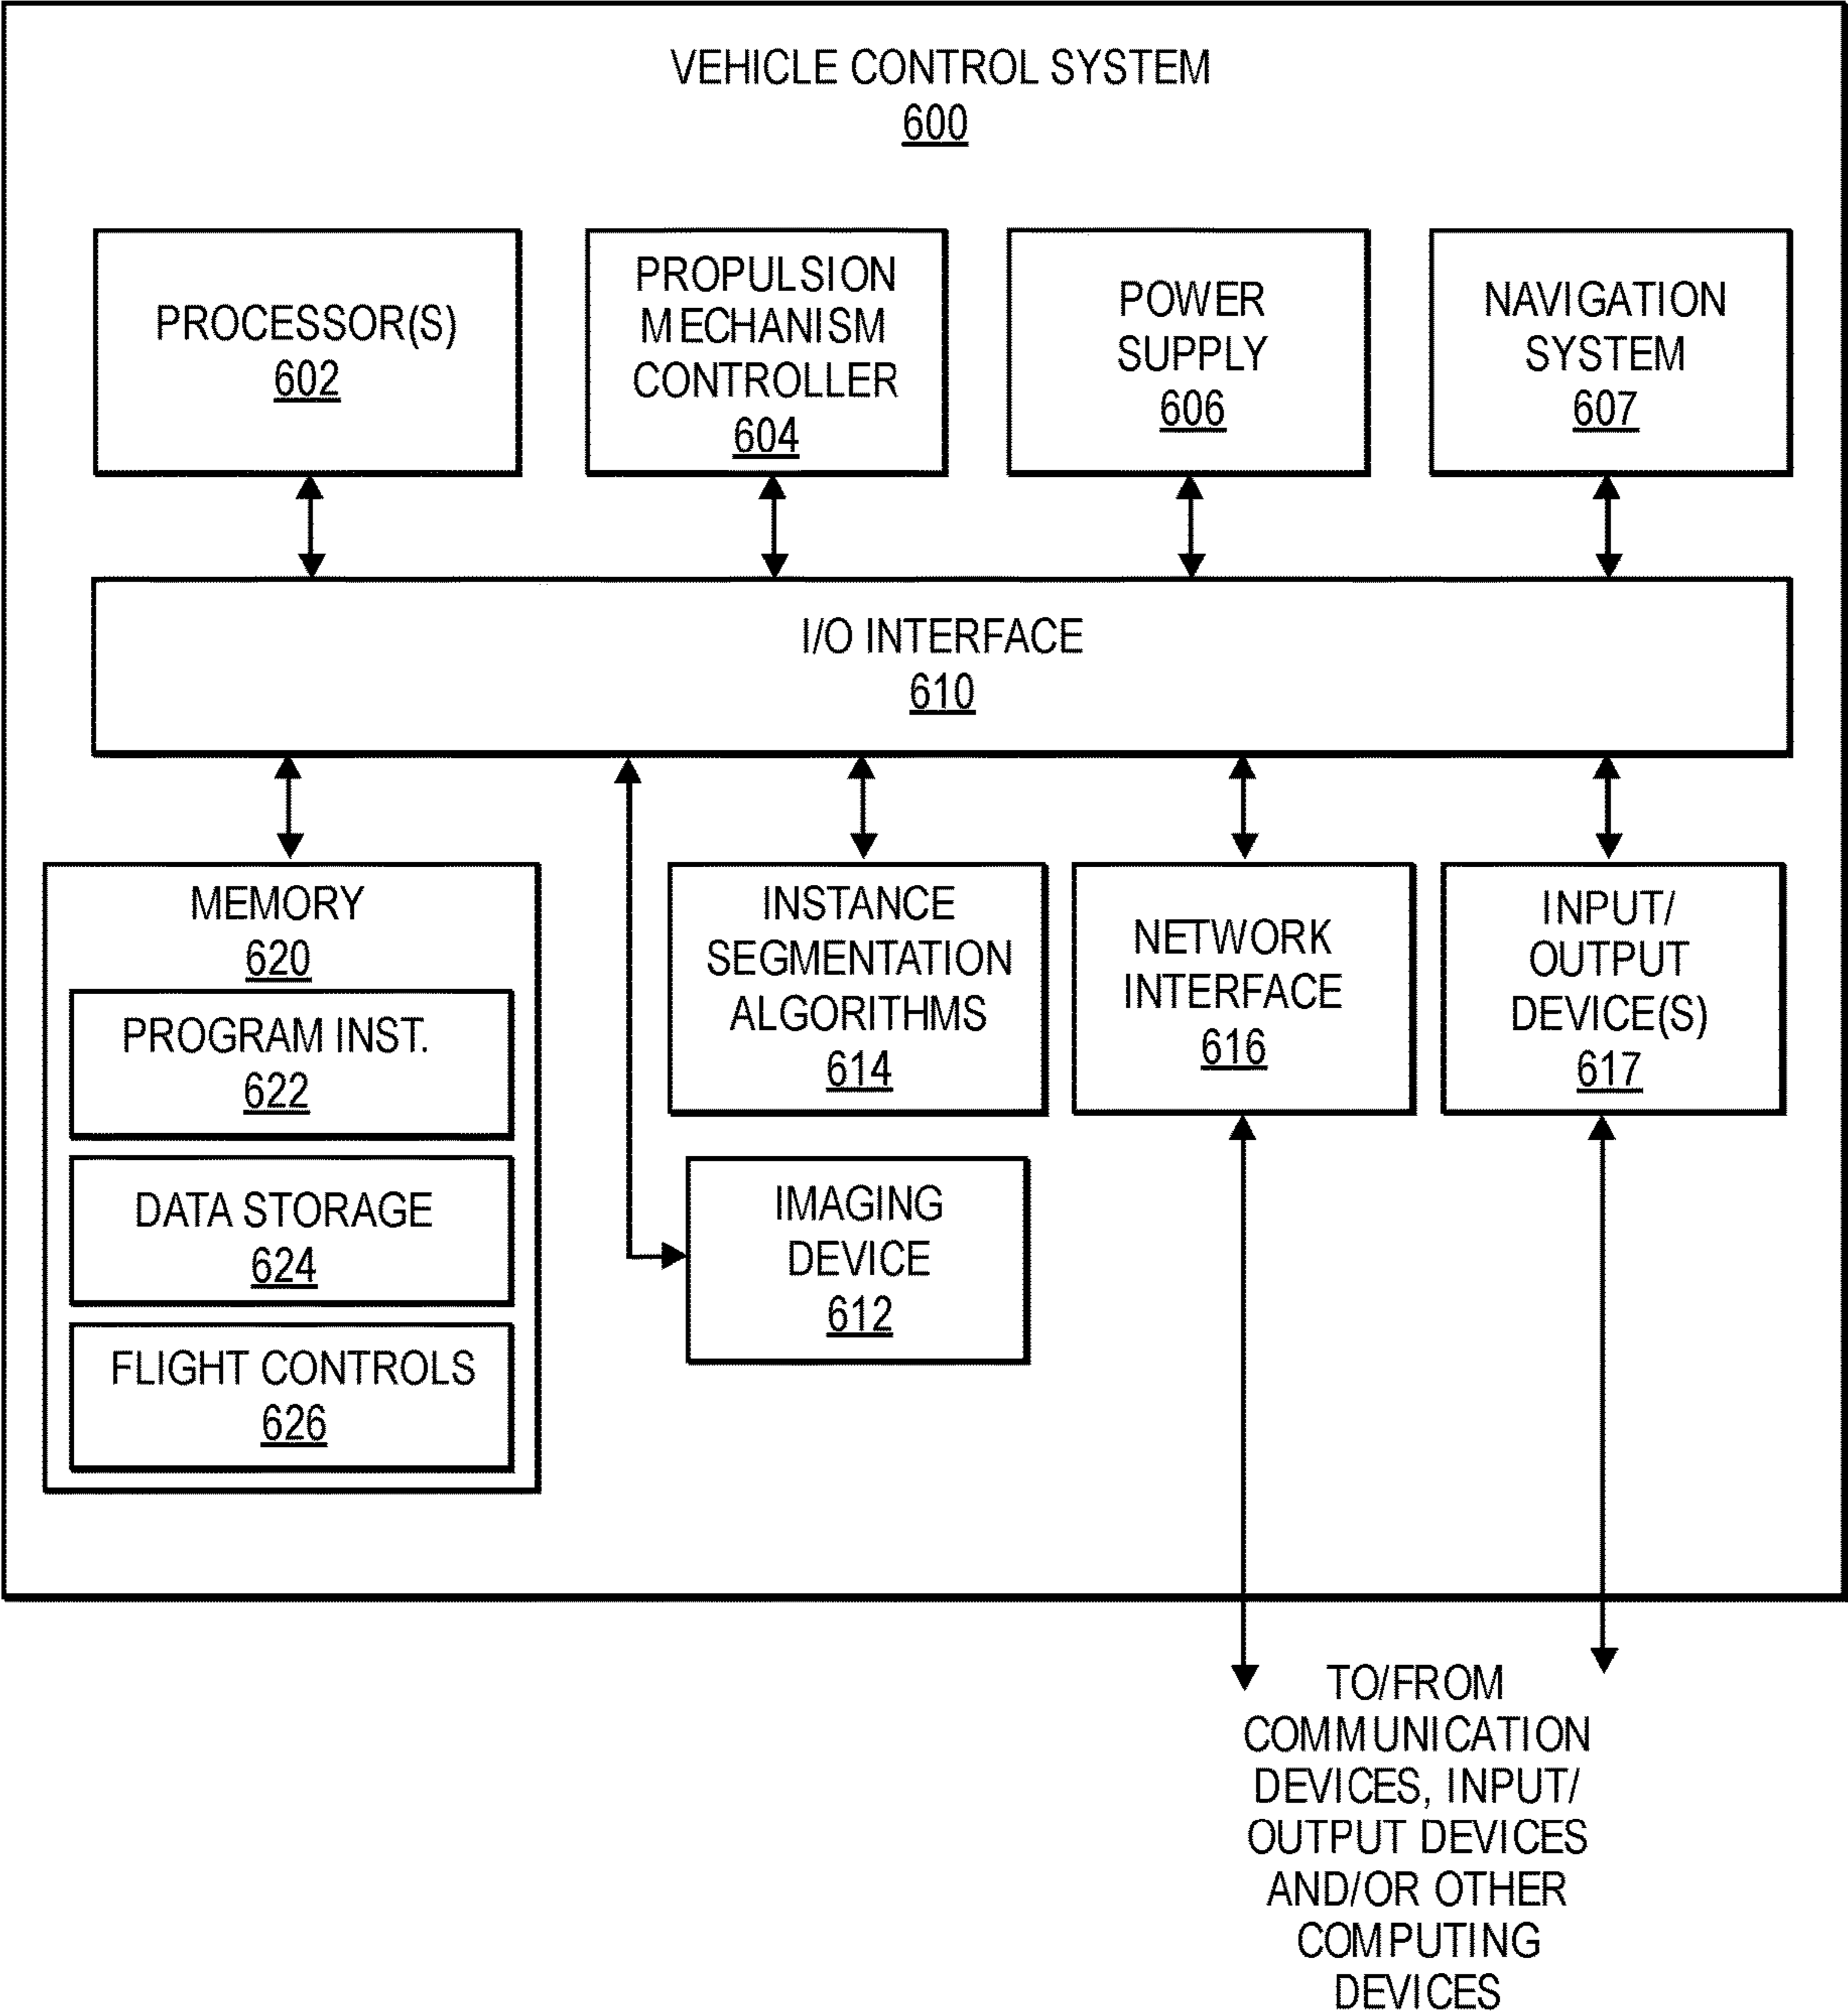 VEHICLE CONTROL SYSTEM
600
PROCESSOR(S)
602
PROPULSION
MECHANISM
CONTROLLER
604
POWER
SUPPLY
606
NAVIGATION
SYSTEM
607
I/O INTERFACE
610
MEMORY
620
PROGRAM INST.
622
DATA STORAGE
624
FLIGHT CONTROLS
626
INSTANCE
SEGMENTATION
ALGORITHMS
614
IMAGING
DEVICE
612
NETWORK
INTERFACE
616
INPUT/
OUTPUT
DEVICE(S)
617
TO/FROM
COMMUNICATION
DEVICES, INPUT/
OUTPUT DEVICES
AND/OR OTHER
COMPUTING
DEVICES